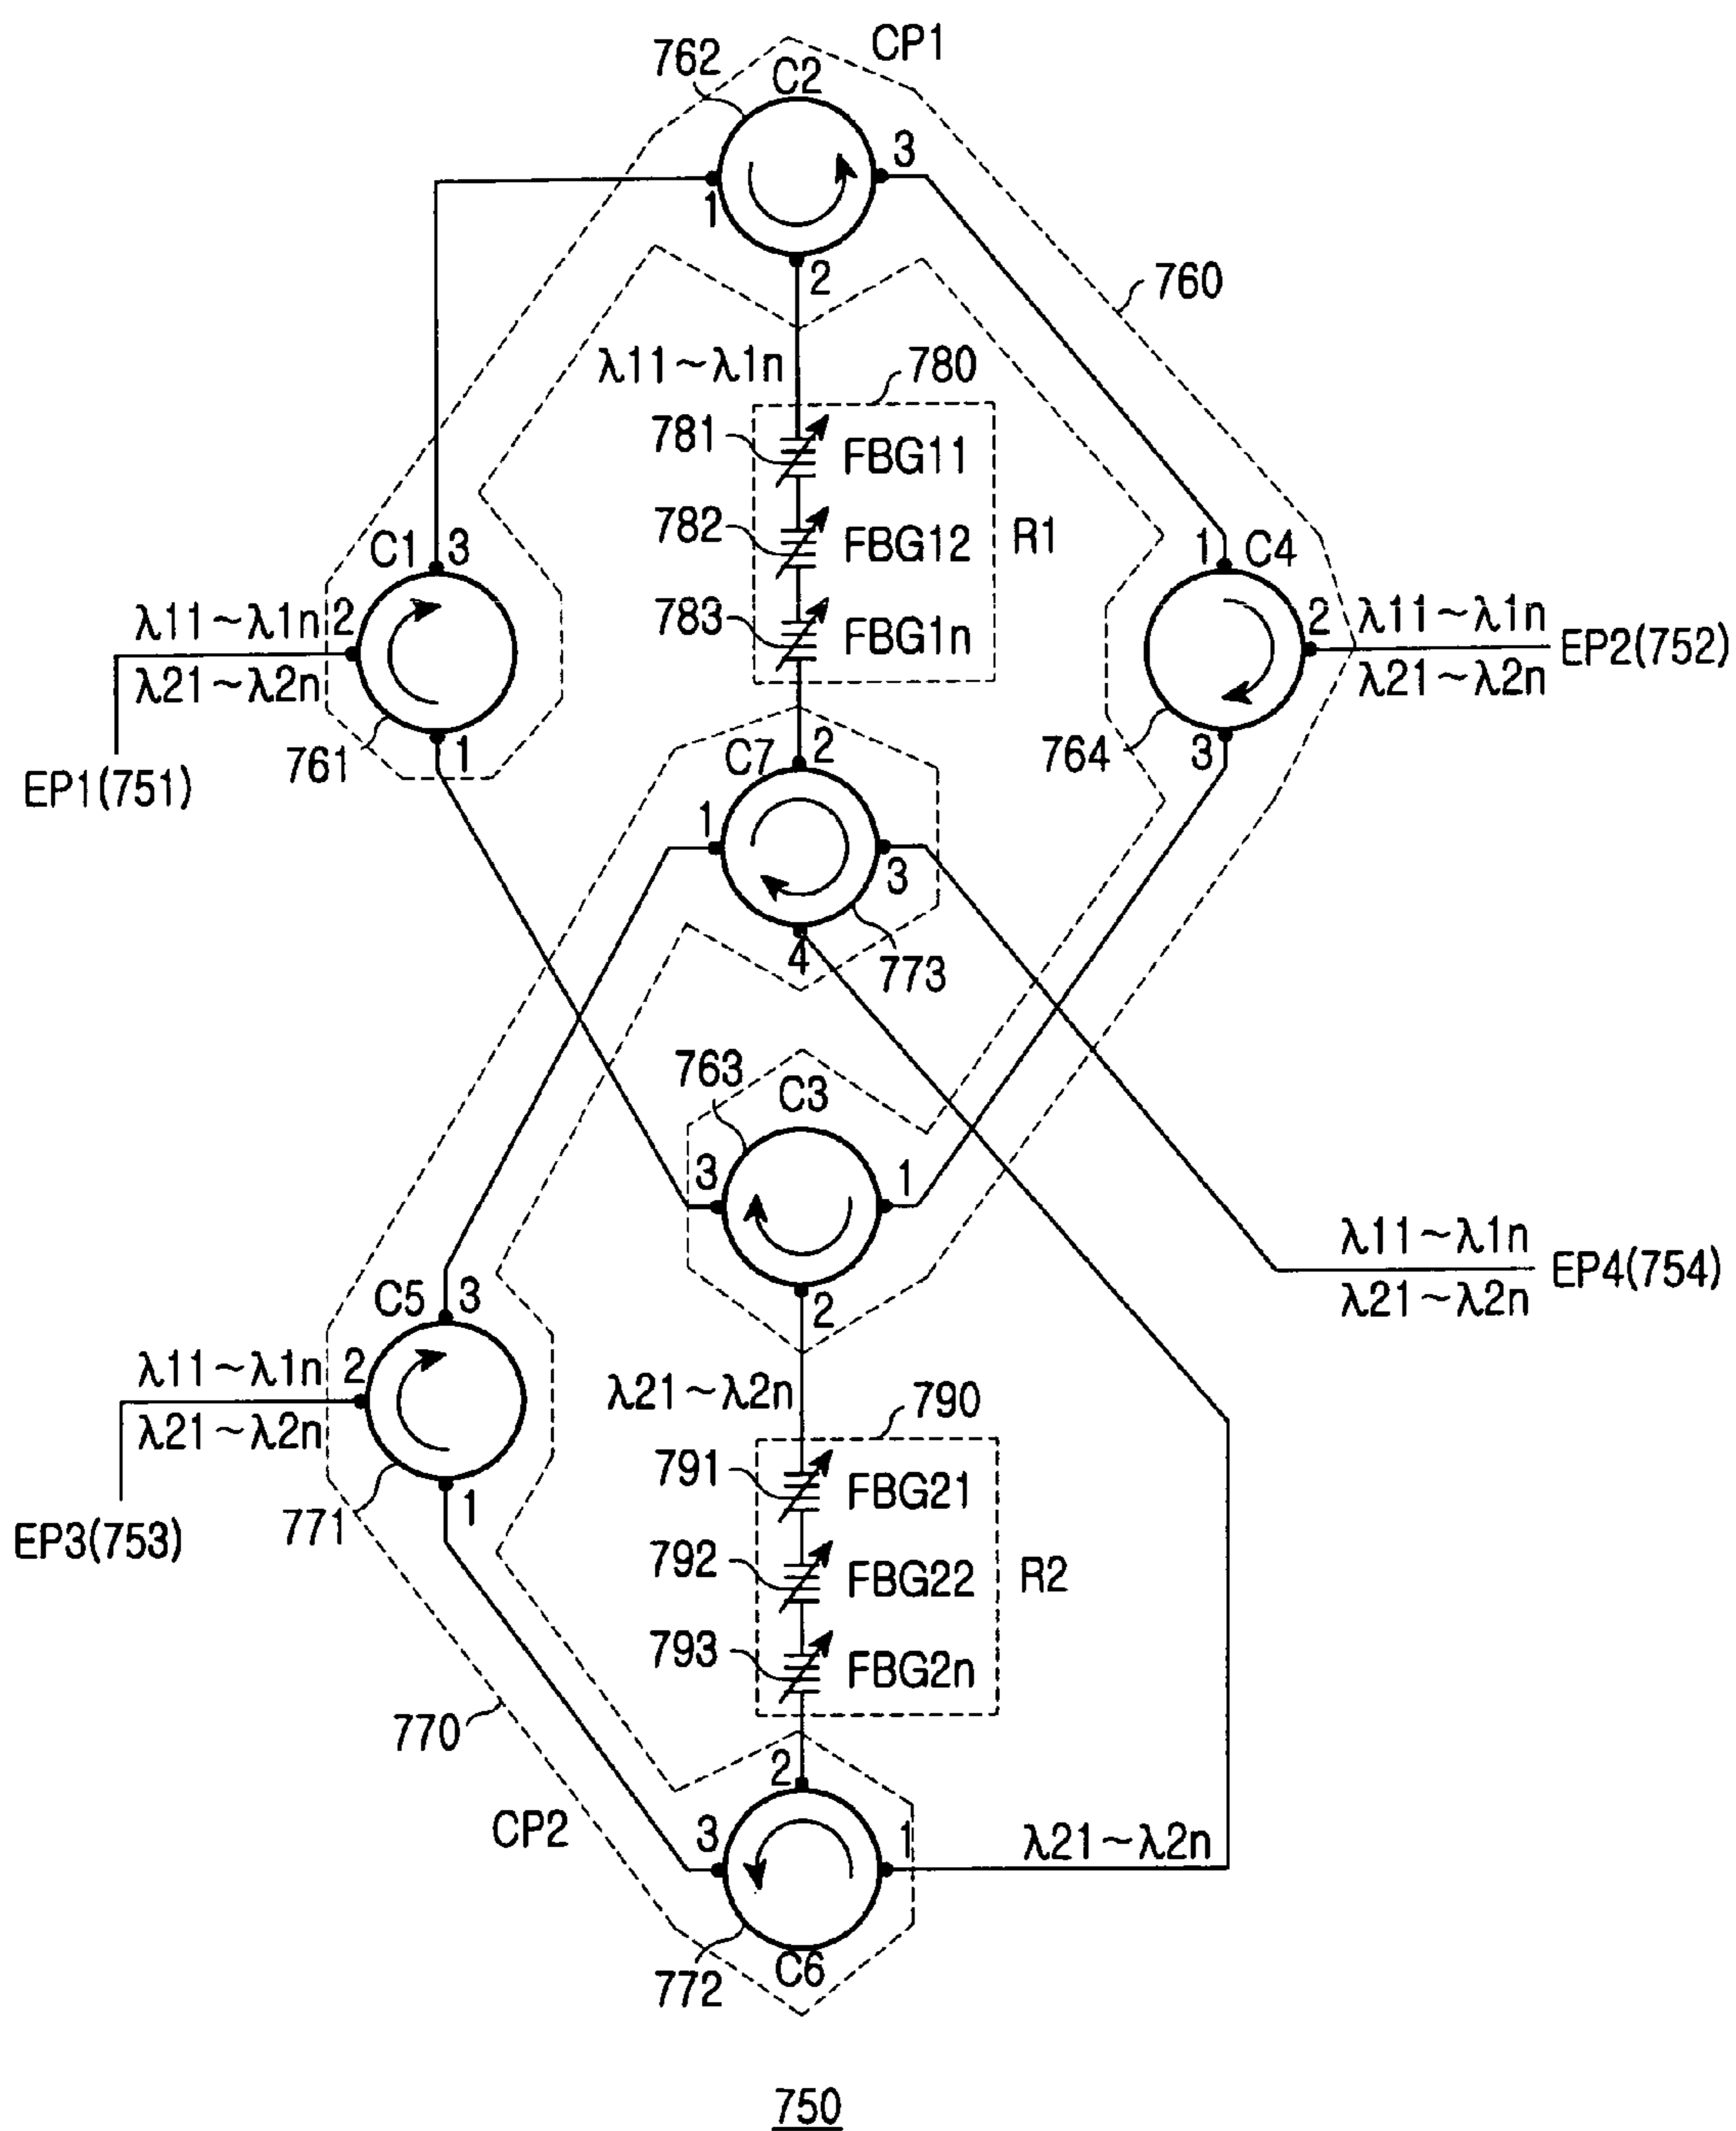 CP1
762
C2
3
1
2
760
λ11~λ1n
780
781
FBG11
782
FBG12
R1
783
FBG1n
C1
3
1
C4
λ11~λ1n
2
λ21~λ2n
2
λ11~λ1n
EP2(752)
λ21~λ2n
761
1
764
3
EP1(751)
C7
2
1
3
4
773
763
C3
3
1
2
λ11~λ1n
EP4(754)
λ21~λ2n
C5
3
λ11~λ1n
2
λ21~λ2n
λ21~λ2n
790
791
FBG21
1
EP3(753)
771
792
FBG22
R2
793
FBG2n
770
2
CP2
3
1
λ21~λ2n
772
C6
750